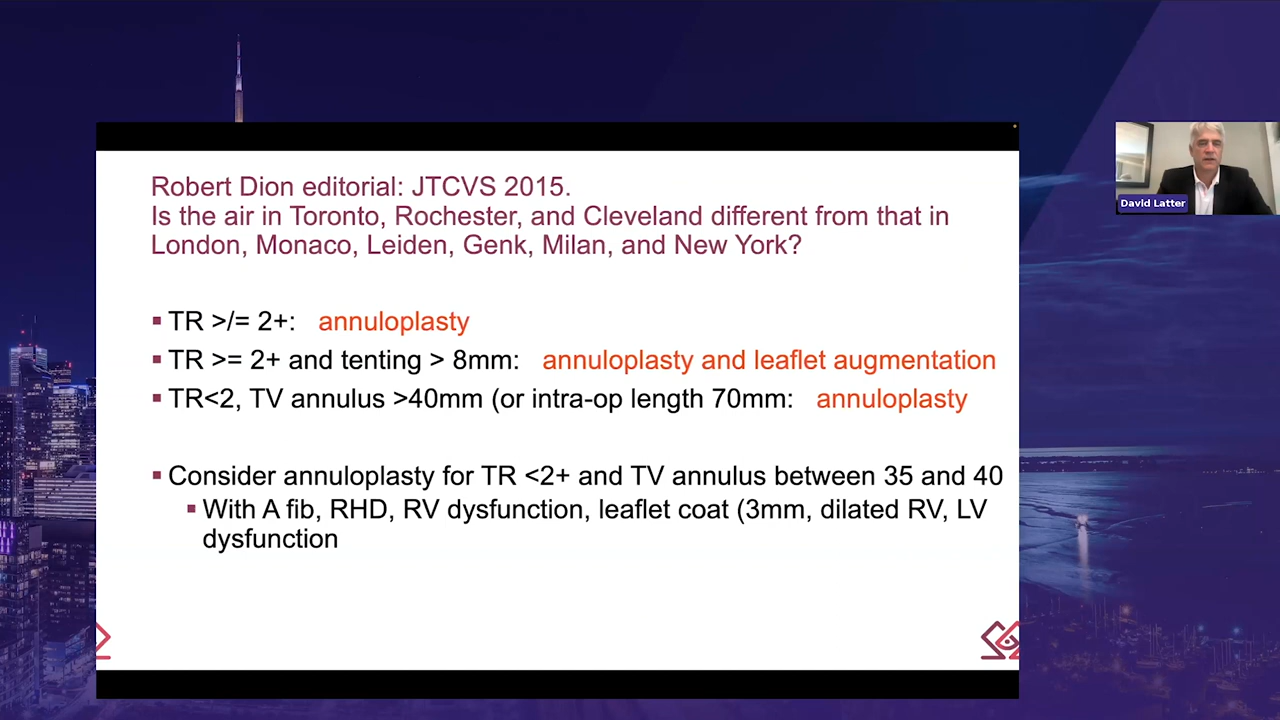 Robert Dion editorial: JTCVS 2015.
Is the air in Toronto, Rochester, and Cleveland different from that in
London, Monaco, Leiden, Genk, Milan, and New York?
TR >/= 2+: annuloplasty
TR >= 2+ and tenting > 8mm: annuloplasty and leaflet augmentation
TR<2, TV annulus >40mm (or intra-op length 70mm: annuloplasty
Consider annuloplasty for TR <2+ and TV annulus between 35 and 40
With A fib, RHD, RV dysfunction, leaflet coat (3mm, dilated RV, LV
dysfunction
David Latter